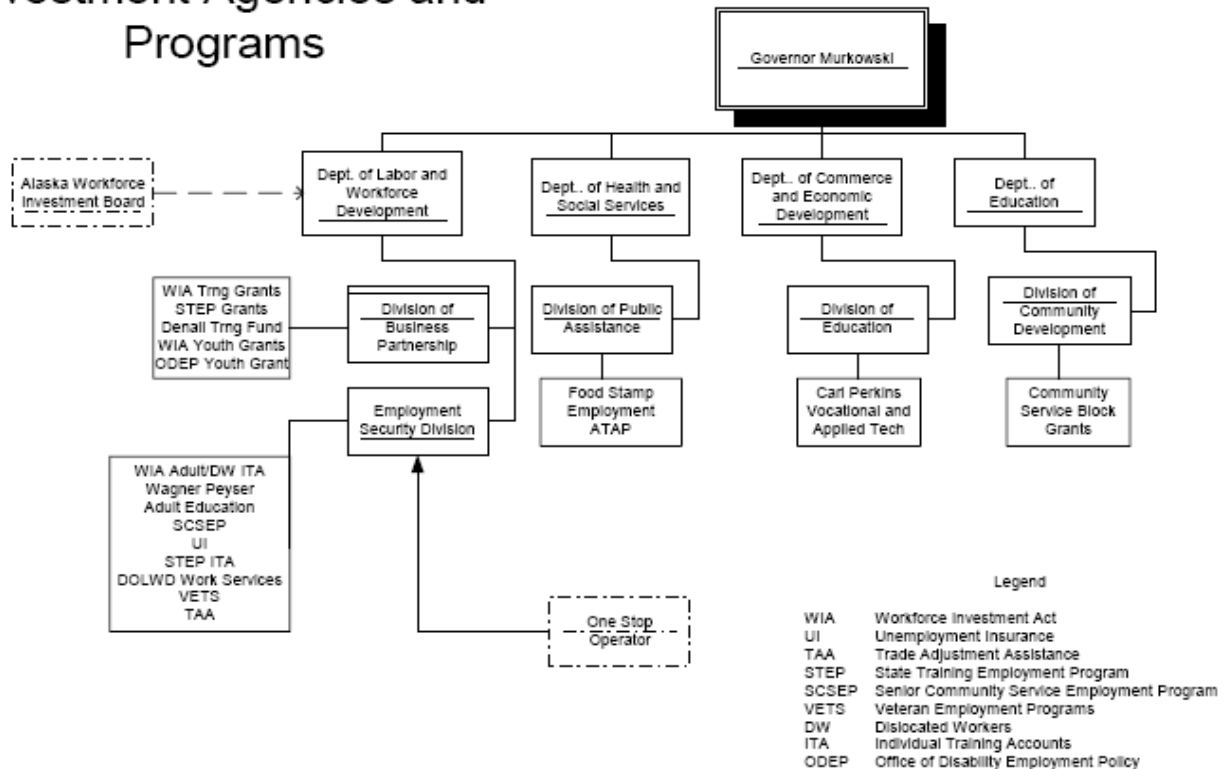 Programs
Governor Murkowski
Alaska Workforce
Investment Board
Dept. of Labor and
Workforce
Development
Dept.. of Health and
Social Services
Dept.. of Commerce
and Economic
Development
Dept.. of
Education
WIA Trng Grants
STEP Grants
Denali Trng Fund
WIA Youth Grants
ODEP Youth Grant
Division of
Business
Partnership
Division of Public
Assistance
Division of
Education
Division of
Community
Development
Employment
Security Division
Food Stamp
Employment
ATAP
Carl Perkins
Vocational and
Applied Tech
Community
Service Block
Grants
WIA Adult/DW ITA
Wagner Peyser
Adult Education
SCSEP
UI
STEP ITA
DOLWD Work Services
VETS
TAA
One Stop
Operator
Legend
WIA Workforce Investment Act
UI Unemployment Insurance
TAA Trade Adjustment Assistance
STEP State Training Employment Program
SCSEP Senior Community Service Employment Program
VETS Veteran Employment Programs
DW Dislocated Workers
ITA Individual Training Accounts
ODEP Office of Disability Employment Policy